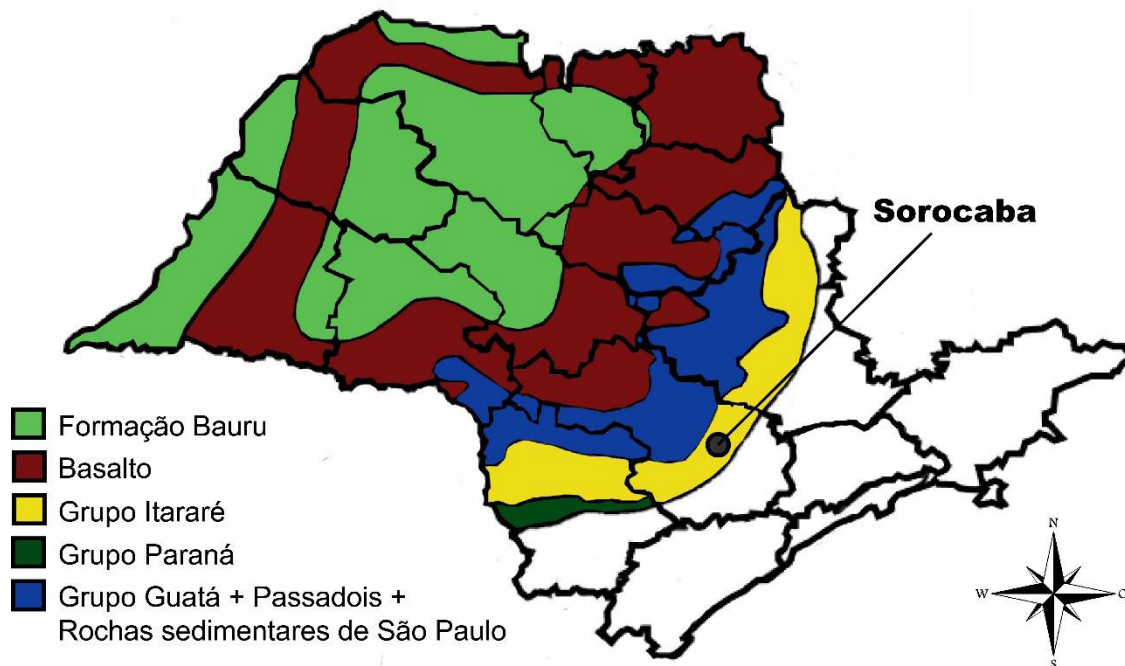 Sorocaba
Formação Bauru
Basalto
Grupo Itararé
Grupo Paraná
Grupo Guatá + Passadois +
Rochas sedimentares de São Paulo
N
W
O
S